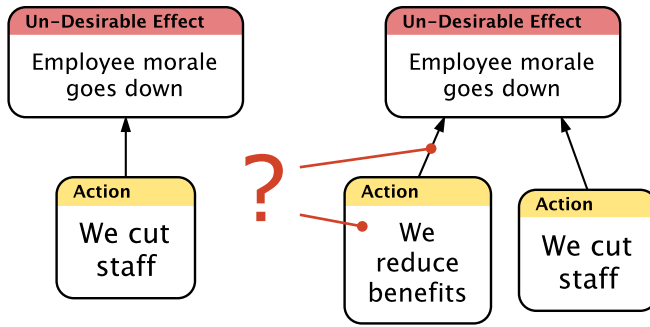 Un-Desirable Effect
Employee morale
goes down
Action
We cut
staff
?
Un-Desirable Effect
Employee morale
goes down
Action
We
reduce
benefits
Action
We cut
staff